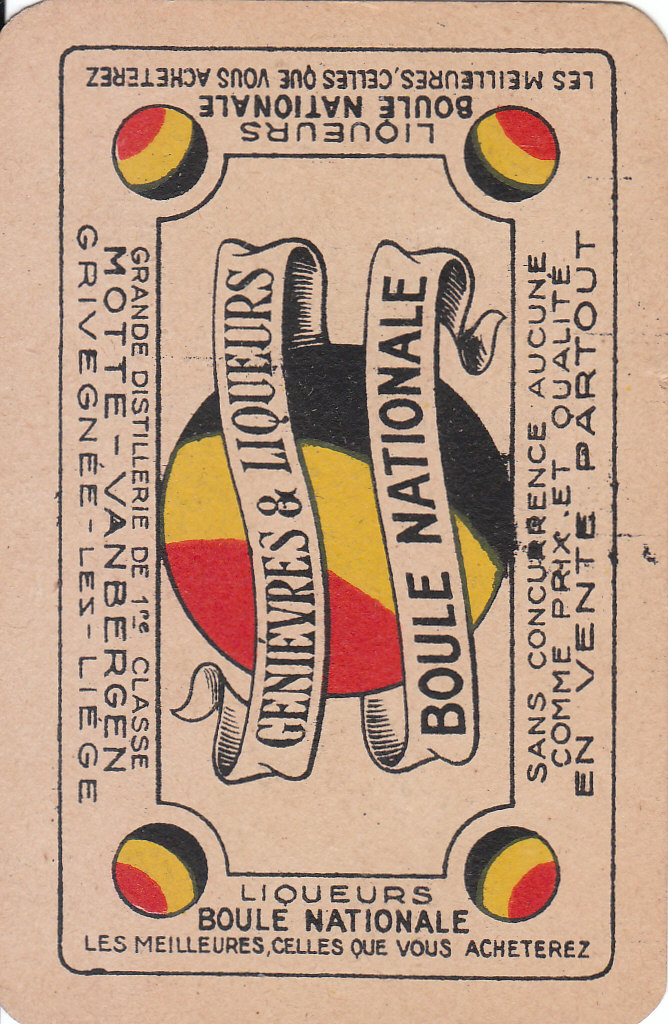 LES MEILLEURES, CELLES QUE VOUS ACHETEREZ
BOULE NATIONALE
LIQUEURS
GRANDE DISTILLERIE DE 1re CLASSE
MOTTE-VANBERGEN
GRIVEGNÉE-LEZ-LIÉGE
GENIÉVRES & LIQUEURS
BOULE NATIONALE
SANS CONCURRENCE AUCUNE
COMME PRIX ET QUALITÉ
EN VENTE PARTOUT
LIQUEURS
BOULE NATIONALE
LES MEILLEURES, CELLES QUE VOUS ACHETEREZ